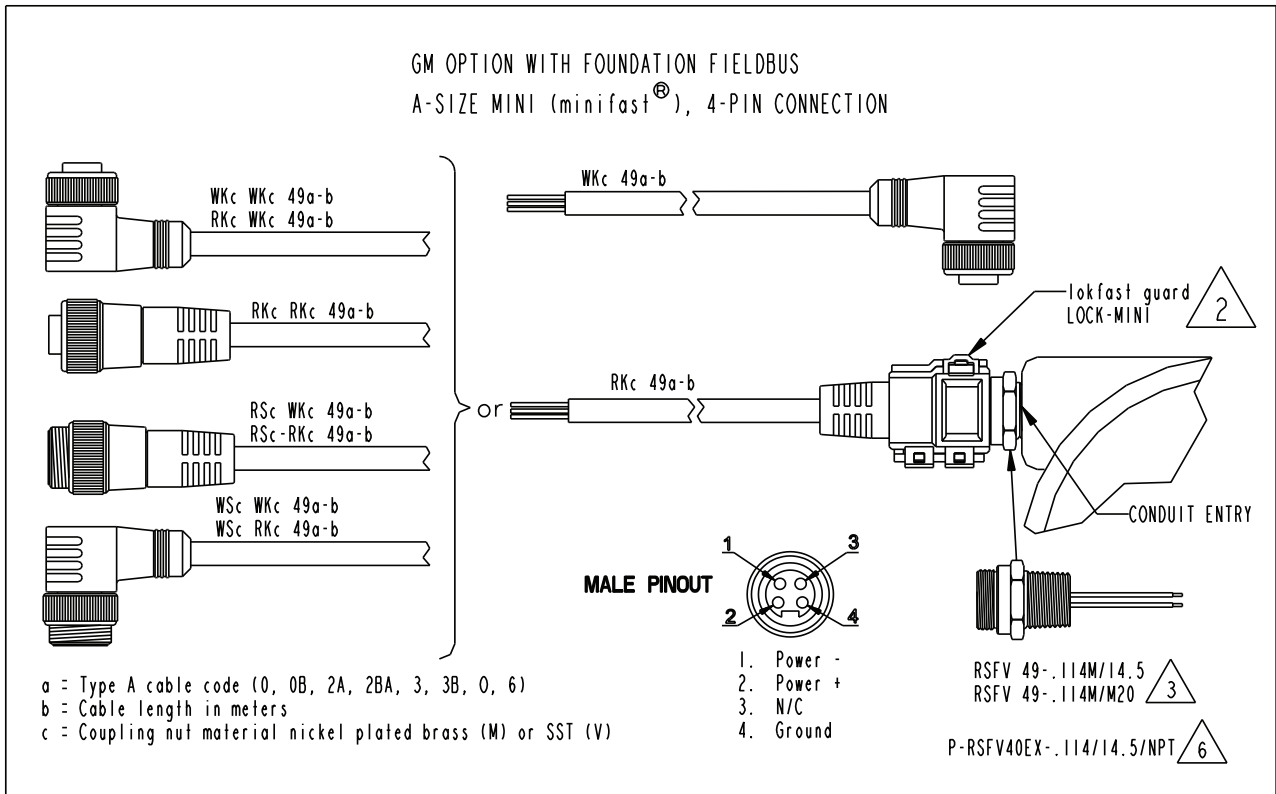 GM OPTION WITH FOUNDATION FIELDBUS
A-SIZE MINI (minifast®), 4-PIN CONNECTION
WKc WKc 49a-b
RKc WKc 49a-b
WKc 49a-b
lokfast guard
LOCK-MINI
2
RKc RKc 49a-b
RKc 49a-b
or
RSc WKc 49a-b
RSc-RKc 49a-b
CONDUIT ENTRY
WSc WKc 49a-b
WSc RKc 49a-b
MALE PINOUT
1
3
2
4
1. Power -
2. Power +
3. N/C
4. Ground
RSFV 49-.114M/14.5
RSFV 49-.114M/M20
3
P-RSFV40EX-.114/14.5/NPT
6
a = Type A cable code (0, 0B, 2A, 2BA, 3, 3B, O, 6)
b = Cable length in meters
c = Coupling nut material nickel plated brass (M) or SST (V)